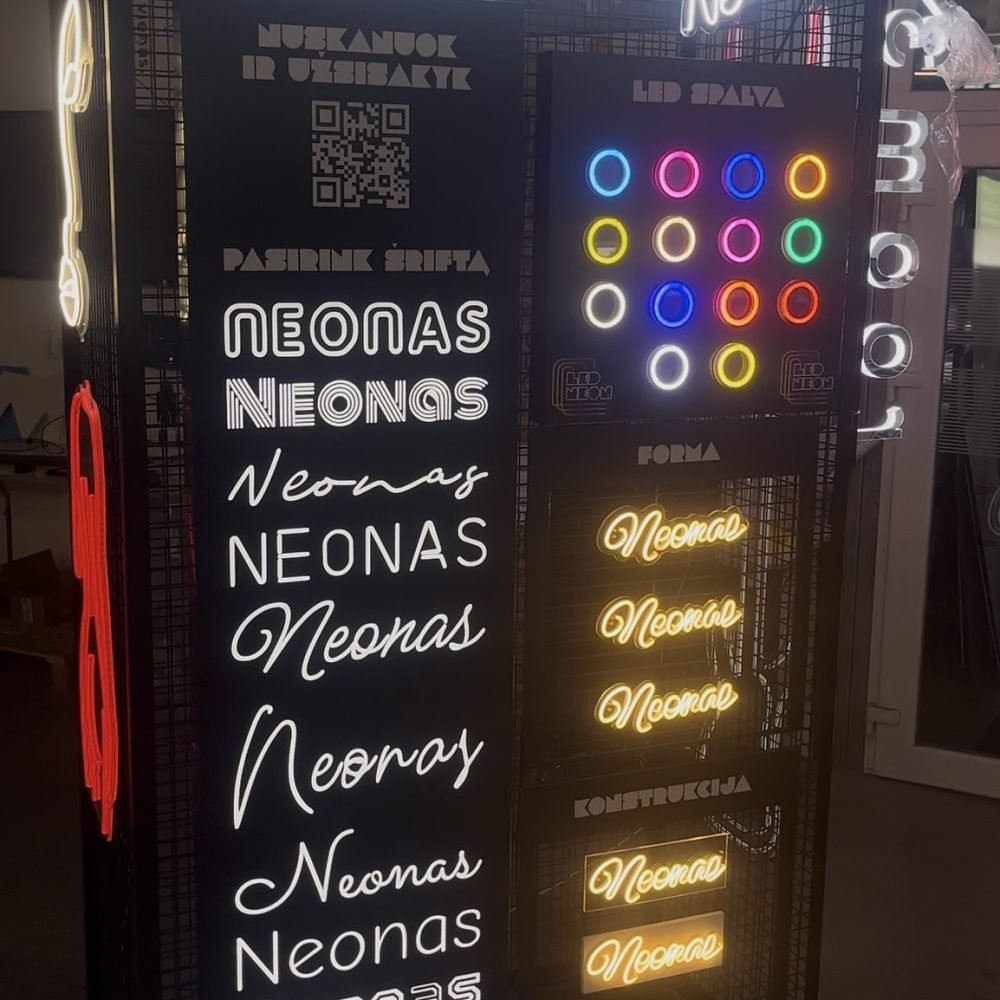 NUSKANUOK
IR UŽSISAKYK
PASIRINK ŠRIFTĄ
NEONAS
NEONAS
Neonas
NEONAS
Neonas
Neonas
Neonas
Neonas
LED SPALVA
LED
NEON
LED
NEON
FORMA
Neonas
Neonas
Neonas
KONSTRUKCIJA
Neonas
Neonas